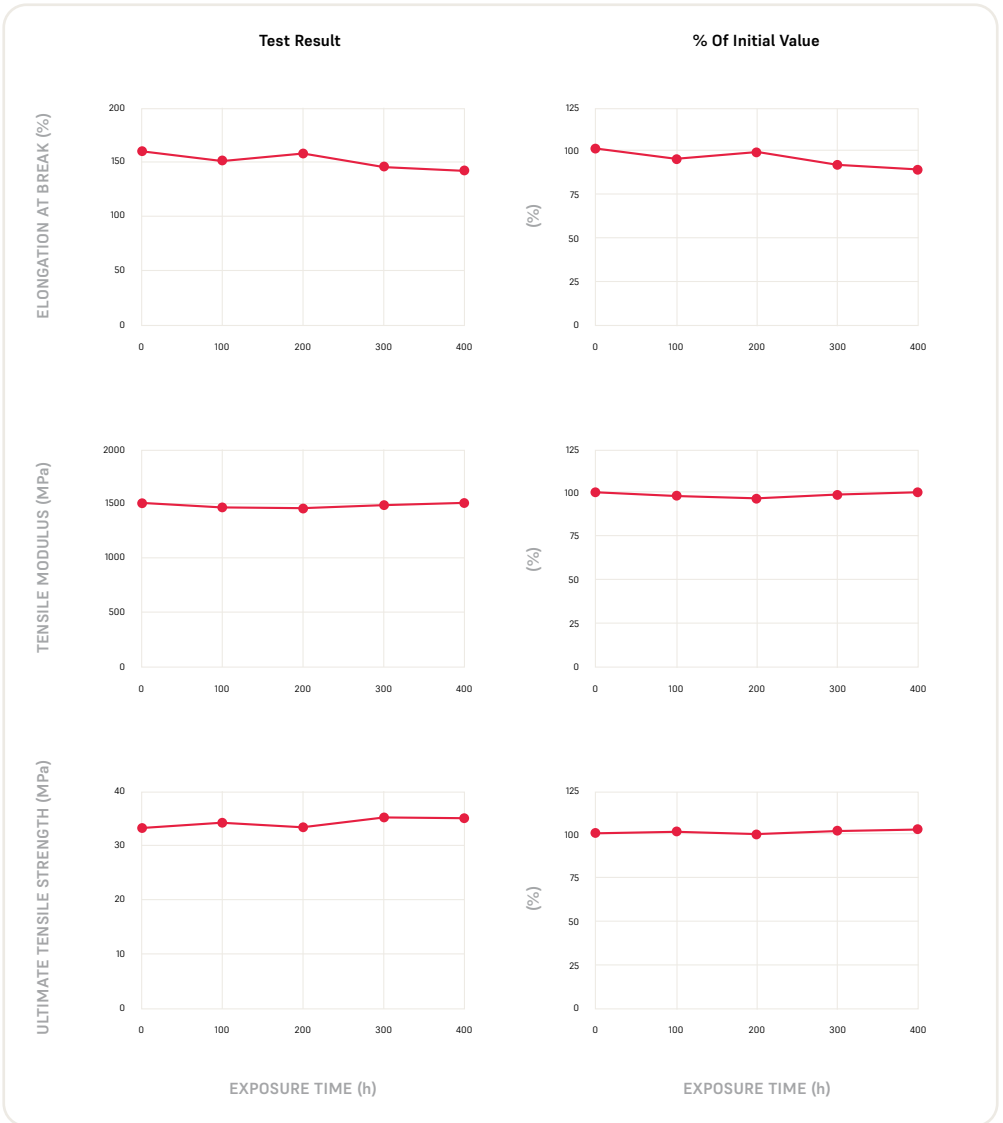 Test Result
% Of Initial Value
ELONGATION AT BREAK (%)
200
150
100
50
0
0 100 200 300 400
(%)
125
100
75
50
25
0
0 100 200 300 400
TENSILE MODULUS (MPa)
2000
1500
1000
500
0
0 100 200 300 400
(%)
125
100
75
50
25
0
0 100 200 300 400
ULTIMATE TENSILE STRENGTH (MPa)
40
30
20
10
0
0 100 200 300 400
(%)
125
100
75
50
25
0
0 100 200 300 400
EXPOSURE TIME (h)
EXPOSURE TIME (h)